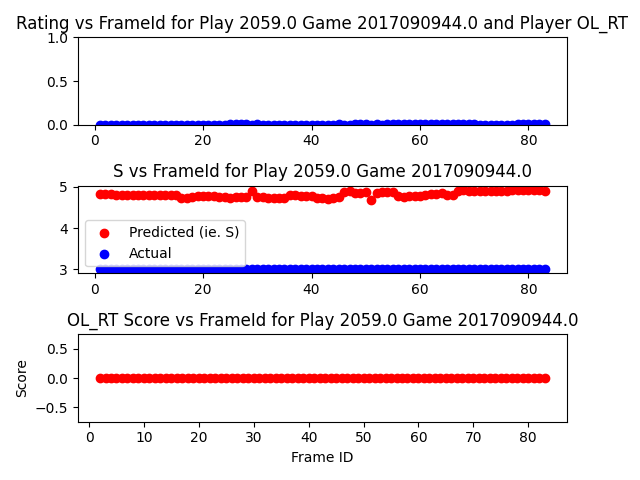 Rating vs FrameId for Play 2059.0 Game 2017090944.0 and Player OL_RT
1.0
0.5
0.0
0 20 40 60 80
S vs FrameId for Play 2059.0 Game 2017090944.0
5
4
3
Predicted (ie. S)
Actual
0 20 40 60 80
OL_RT Score vs FrameId for Play 2059.0 Game 2017090944.0
Score
0.5
0.0
−0.5
0 10 20 30 40 50 60 70 80
Frame ID